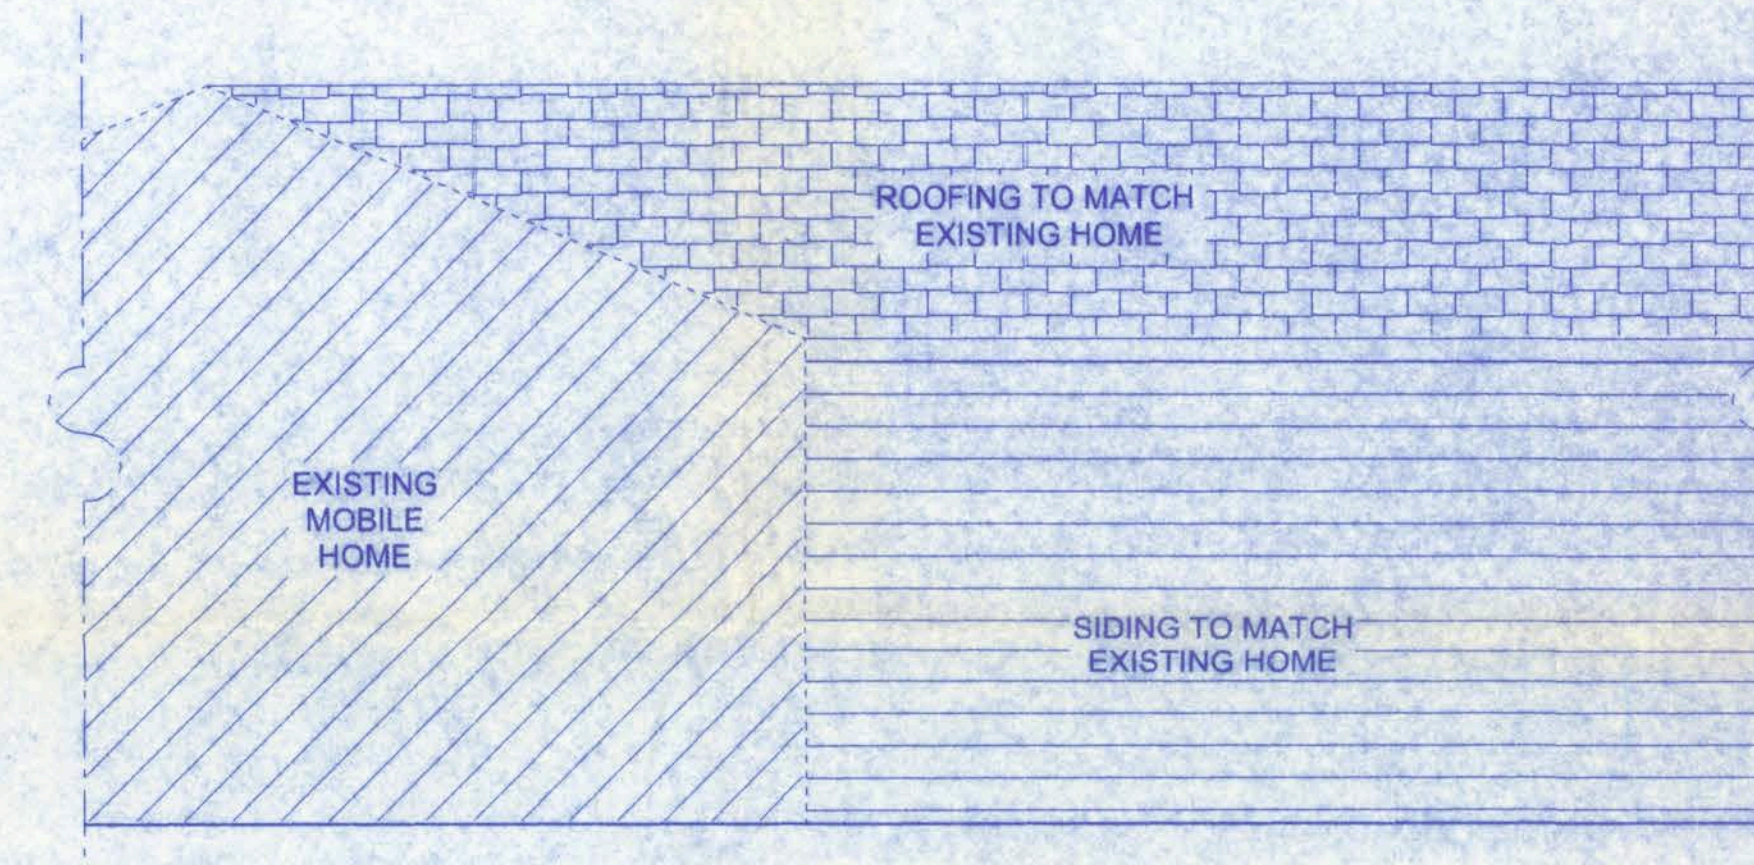 ROOFING TO MATCH
EXISTING HOME
EXISTING
MOBILE
HOME
SIDING TO MATCH
EXISTING HOME